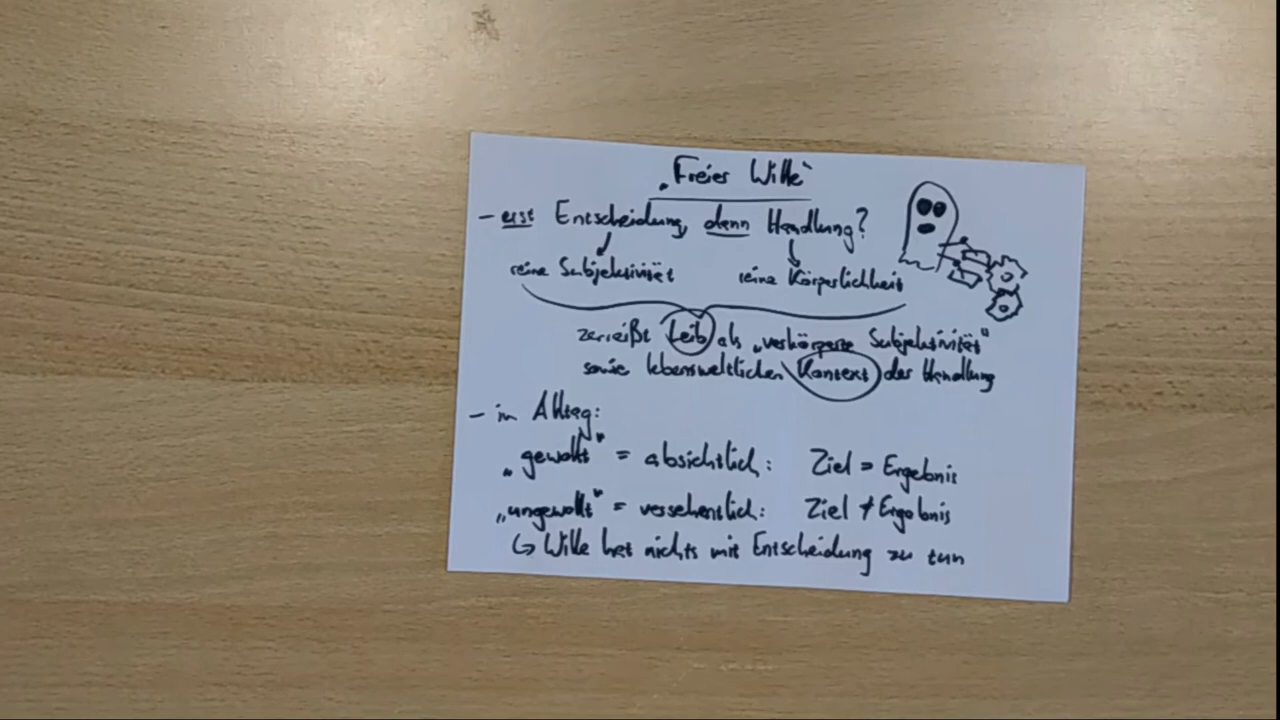 „Freier Wille“
- erst Entscheidung, dann Handlung?
reine Subjektivität reine Körperlichkeit
zerreißt Leib als „verkörperte Subjektivität“
sowie lebensweltlichen Kontext der Handlung
- im Alltag:
„gewollt“ = absichtlich: Ziel = Ergebnis
„ungewollt“ = versehentlich: Ziel ≠ Ergebnis
↳ Wille hat nichts mit Entscheidung zu tun